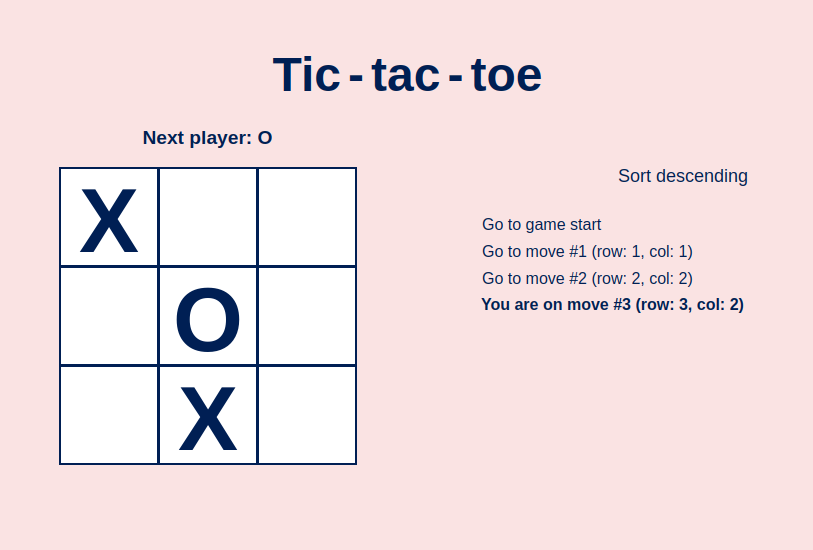 Tic-tac-toe
Next player: O
X
O
X
Sort descending
Go to game start
Go to move #1 (row: 1, col: 1)
Go to move #2 (row: 2, col: 2)
You are on move #3 (row: 3, col: 2)